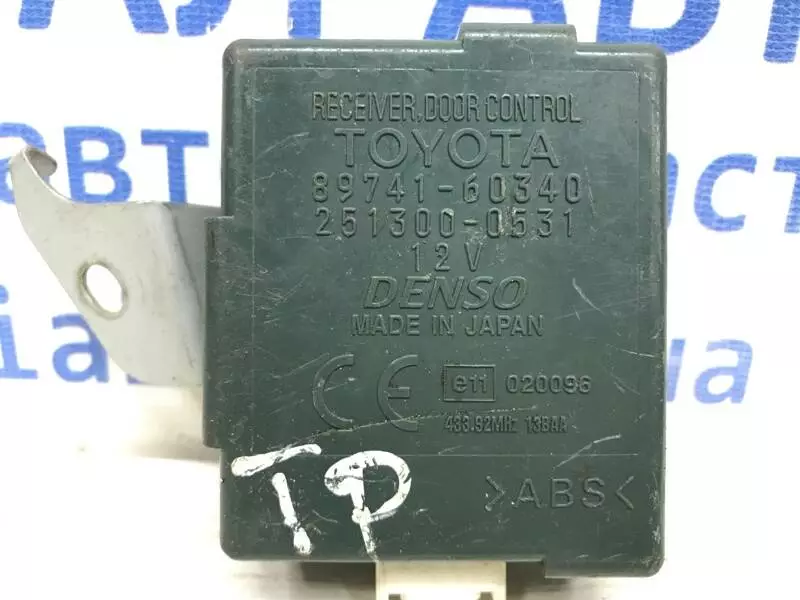 RECEIVER, DOOR CONTROL
TOYOTA
89741-60340
251300-0531
12V
DENSO
MADE IN JAPAN
CE e11 020096
433.92MHz 13BAA
TP
>ABS<